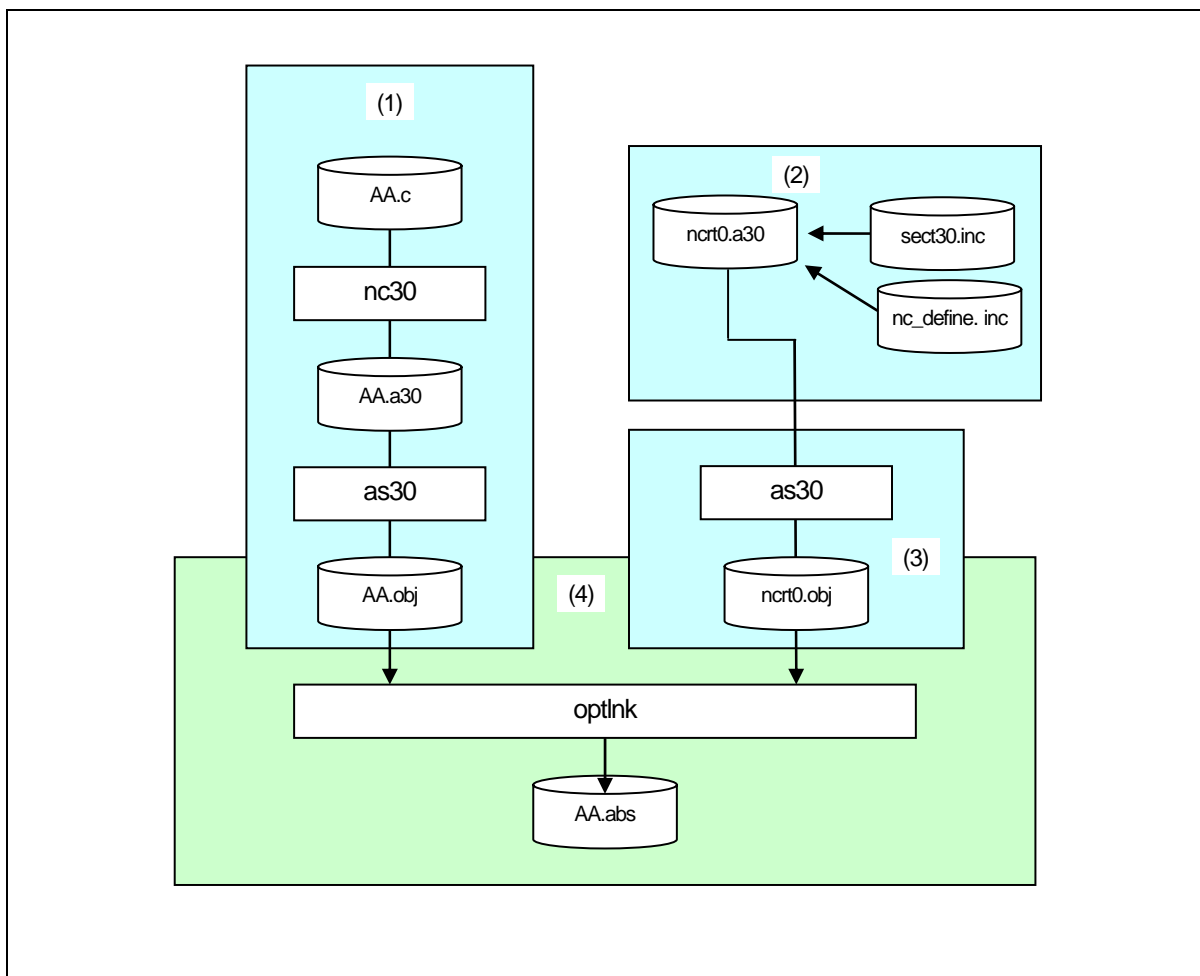 (1)
AA.c
nc30
AA.a30
as30
AA.obj
(2)
ncrt0.a30
sect30.inc
nc_define. inc
as30
(3)
ncrt0.obj
(4)
optlnk
AA.abs